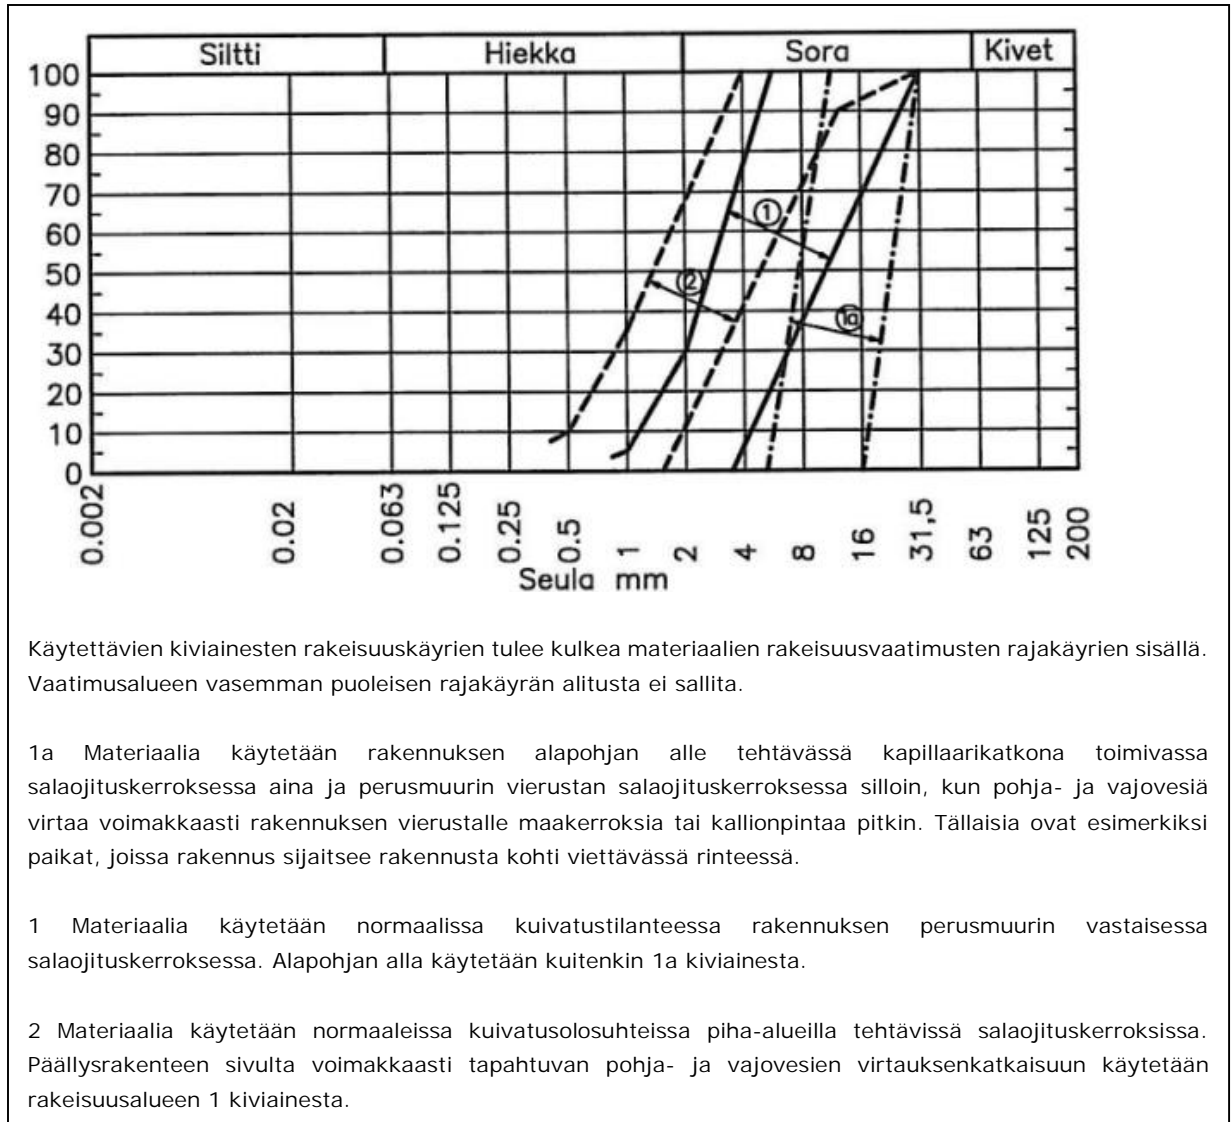 Siltti Hiekka Sora Kivet
100
90
80
70
60
50
40
30
20
10
0
1
2
1a
0.002 0.02 0.063 0.125 0.25 0.5 1 2 4 8 16 31,5 63 125 200
Seula mm
Käytettävien kiviainesten rakeisuuskäyrien tulee kulkea materiaalien rakeisuusvaatimusten rajakäyrien sisällä.
Vaatimusalueen vasemman puoleisen rajakäyrän alitusta ei sallita.
1a Materiaalia käytetään rakennuksen alapohjan alle tehtävässä kapillaarikatkona toimivassa
salaojituskerroksessa aina ja perusmuurin vierustan salaojituskerroksessa silloin, kun pohja- ja vajovesiä
virtaa voimakkaasti rakennuksen vierustalle maakerroksia tai kallionpintaa pitkin. Tällaisia ovat esimerkiksi
paikat, joissa rakennus sijaitsee rakennusta kohti viettävässä rinteessä.
1 Materiaalia käytetään normaalissa kuivatustilanteessa rakennuksen perusmuurin vastaisessa
salaojituskerroksessa. Alapohjan alla käytetään kuitenkin 1a kiviainesta.
2 Materiaalia käytetään normaaleissa kuivatusolosuhteissa piha-alueilla tehtävissä salaojituskerroksissa.
Päällysrakenteen sivulta voimakkaasti tapahtuvan pohja- ja vajovesien virtauksenkatkaisuun käytetään
rakeisuusalueen 1 kiviainesta.